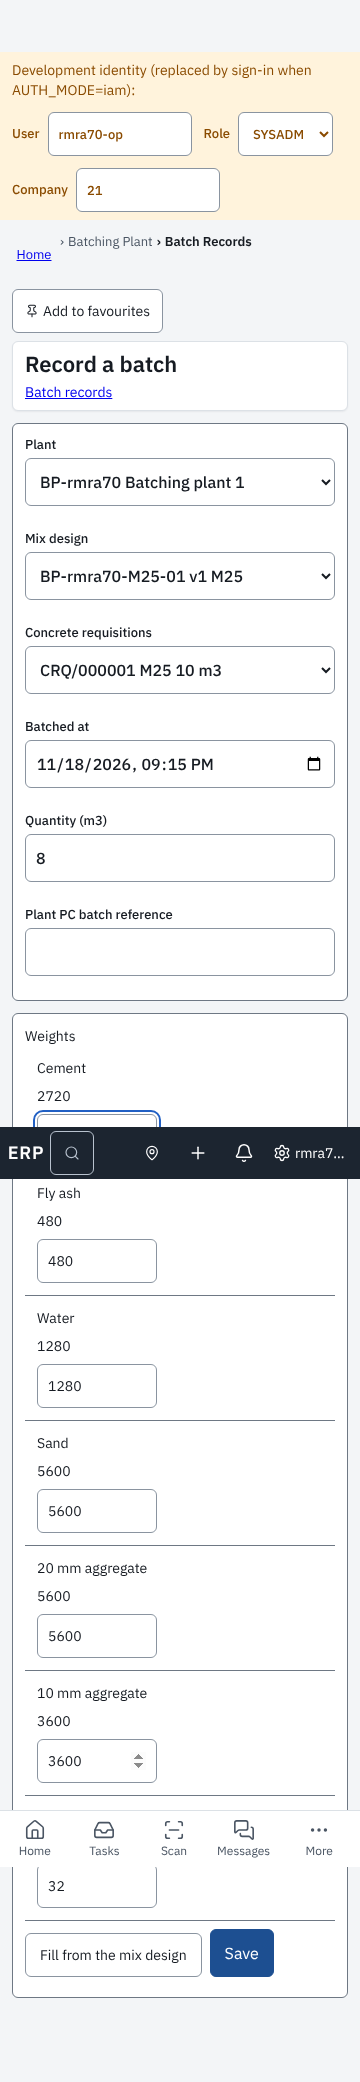 Development identity (replaced by sign-in when
AUTH_MODE=iam):
User rmra70-op Role SYSADM
Company 21
Home › Batching Plant › Batch Records
Add to favourites
Record a batch
Batch records
Plant
BP-rmra70 Batching plant 1
Mix design
BP-rmra70-M25-01 v1 M25
Concrete requisitions
CRQ/000001 M25 10 m3
Batched at
11/18/2026, 09:15 PM
Quantity (m3)
8
Plant PC batch reference
Weights
Cement
2720
ERP rmra7...
Fly ash
480
480
Water
1280
1280
Sand
5600
5600
20 mm aggregate
5600
5600
10 mm aggregate
3600
3600
Home Tasks Scan Messages More
32
Fill from the mix design Save